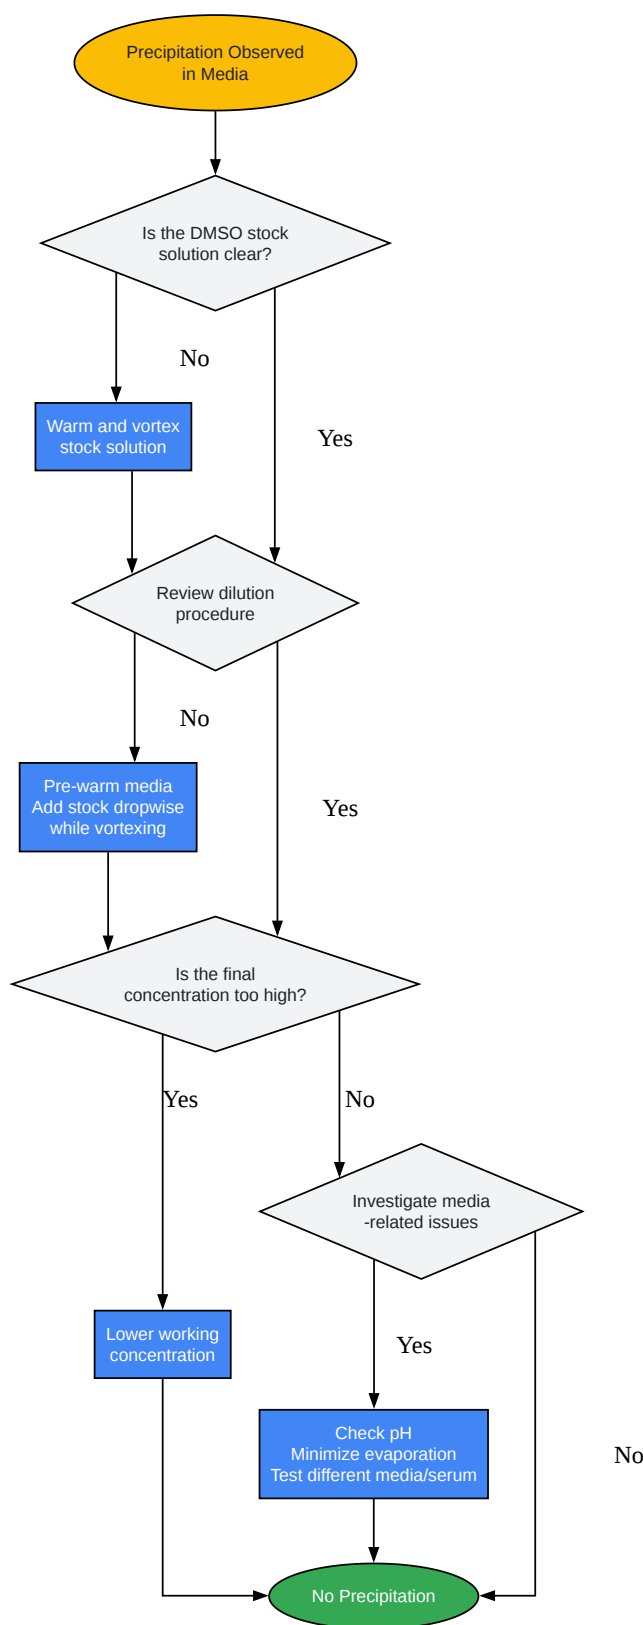 Precipitation Observed
in Media
Is the DMSO stock
solution clear?
No
Warm and vortex
stock solution
Yes
Review dilution
procedure
No
Pre-warm media
Add stock dropwise
while vortexing
Yes
Is the final
concentration too high?
Yes
No
Investigate media
-related issues
Lower working
concentration
Yes
Check pH
Minimize evaporation
Test different media/serum
No
No Precipitation